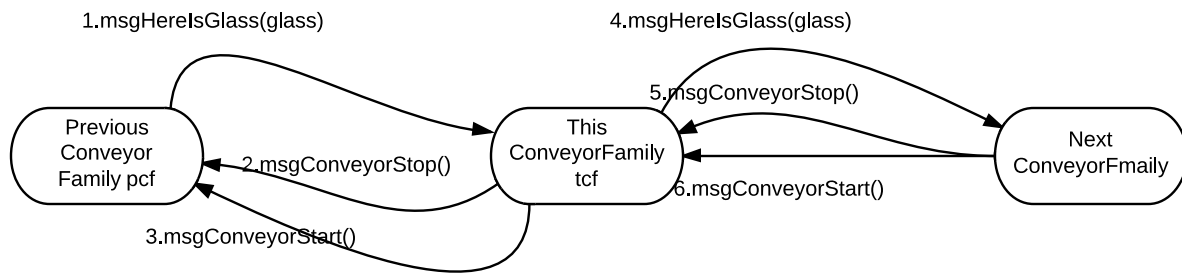 1.msgHereIsGlass(glass)
4.msgHereIsGlass(glass)
5.msgConveyorStop()
Previous
Conveyor
Family pcf
This
ConveyorFamily
tcf
Next
ConveyorFmaily
2.msgConveyorStop()
6.msgConveyorStart()
3.msgConveyorStart()